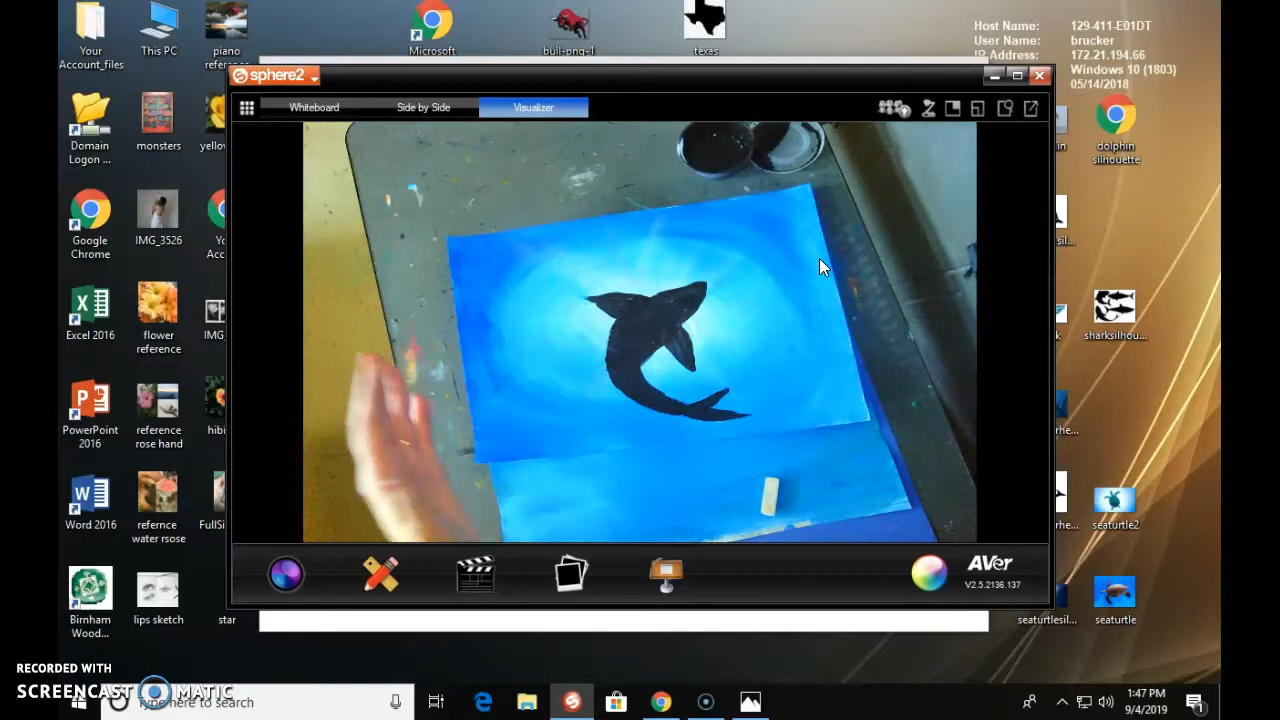 Your
Account_files
This PC
piano
reference
Microsoft
bull-png-1
texas
Host Name: 129-411-E01DT
User Name: brucker
IP Address: 172.21.194.66
Windows 10 (1803)
05/14/2018
sphere2
Whiteboard
Side by Side
Visualizer
Domain
Logon ...
monsters
dolphin
silhouette
Google
Chrome
IMG_3526
Excel 2016
flower
reference
sharksilhou...
PowerPoint
2016
reference
rose hand
Word 2016
refernce
water rsose
seaturtle2
AVer
V2.5.2136.137
Birnham
Wood...
lips sketch
star
seaturtlesil...
seaturtle
RECORDED WITH
SCREENCAST MATIC
Type here to search
1:47 PM
9/4/2019